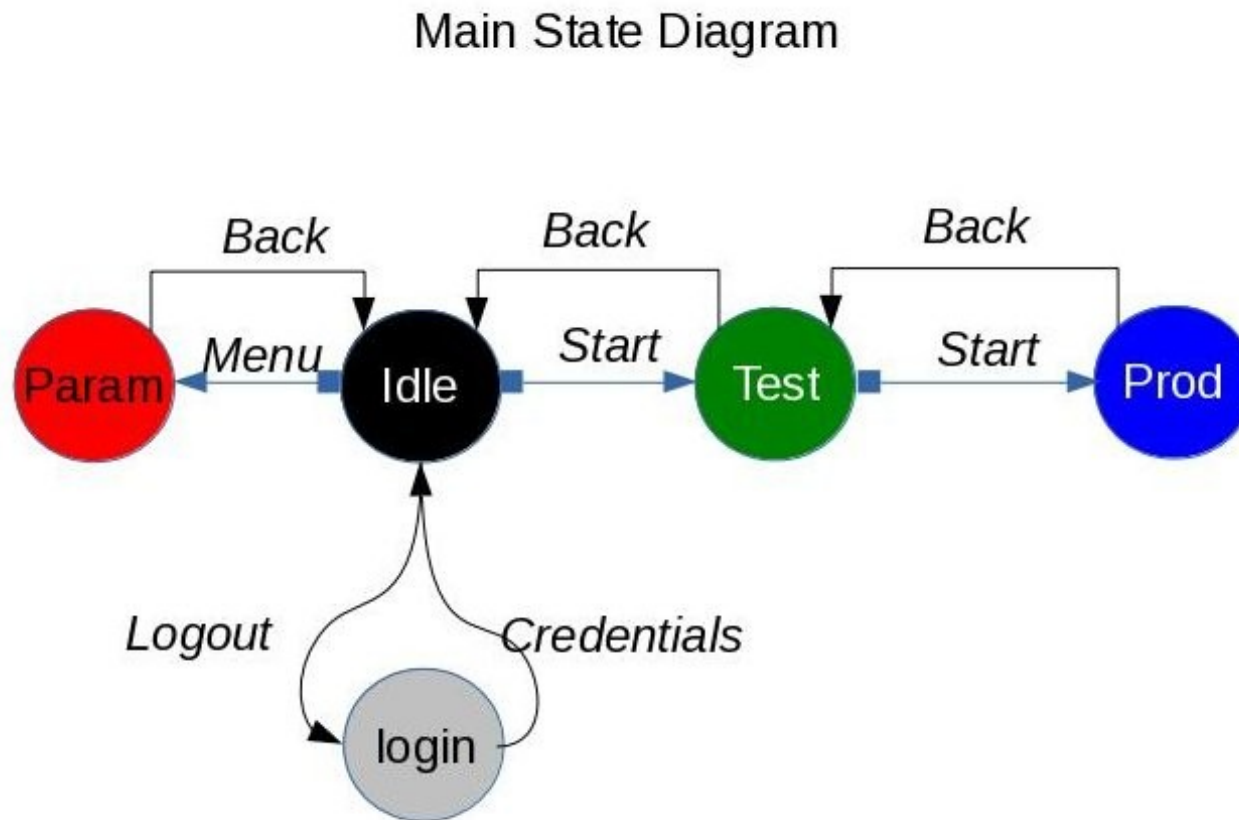 Main State Diagram
Back
Back
Back
Menu
Start
Start
Param
Idle
Test
Prod
Logout
Credentials
login